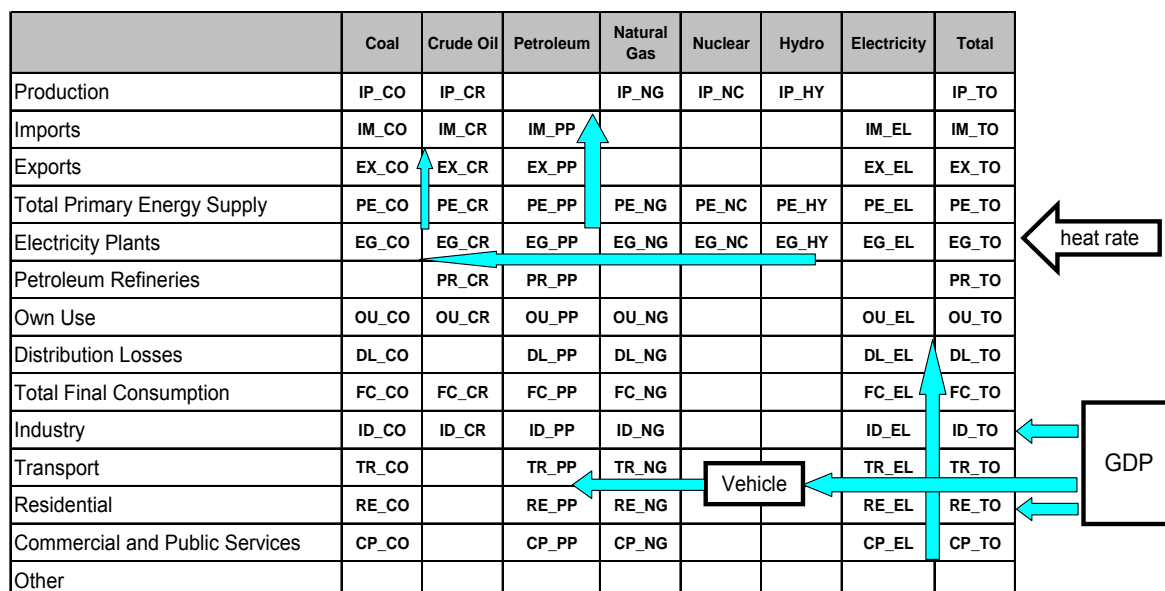 Coal Crude Oil Petroleum Natural Gas Nuclear Hydro Electricity Total
Production IP_CO IP_CR IP_NG IP_NC IP_HY IP_TO
Imports IM_CO IM_CR IM_PP IM_EL IM_TO
Exports EX_CO EX_CR EX_PP EX_EL EX_TO
Total Primary Energy Supply PE_CO PE_CR PE_PP PE_NG PE_NC PE_HY PE_EL PE_TO
Electricity Plants EG_CO EG_CR EG_PP EG_NG EG_NC EG_HY EG_EL EG_TO heat rate
Petroleum Refineries PR_CR PR_PP PR_TO
Own Use OU_CO OU_CR OU_PP OU_NG OU_EL OU_TO
Distribution Losses DL_CO DL_PP DL_NG DL_EL DL_TO
Total Final Consumption FC_CO FC_CR FC_PP FC_NG FC_EL FC_TO
Industry ID_CO ID_CR ID_PP ID_NG ID_EL ID_TO
Transport TR_CO TR_PP TR_NG TR_EL TR_TO GDP
Vehicle
Residential RE_CO RE_PP RE_NG RE_EL RE_TO
Commercial and Public Services CP_CO CP_PP CP_NG CP_EL CP_TO
Other